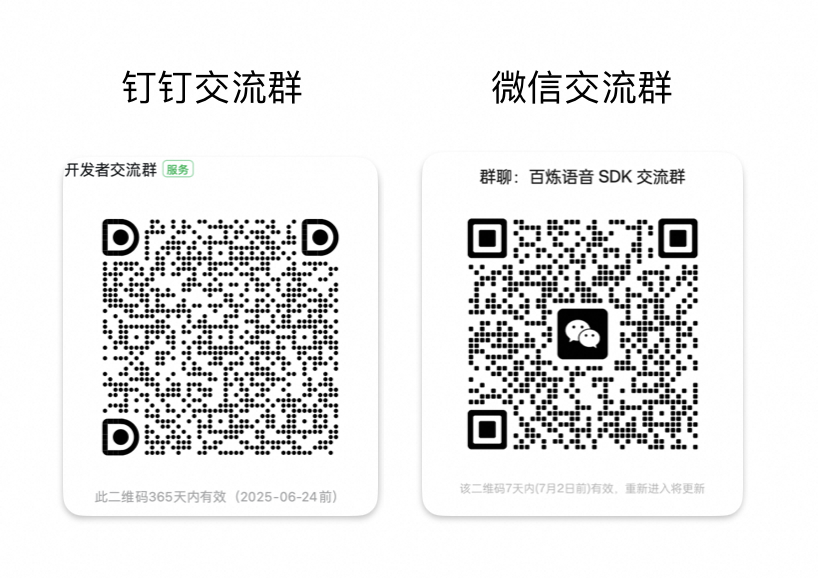 钉钉交流群
开发者交流群 服务
此二维码365天内有效（2025-06-24前）
微信交流群
群聊：百炼语音 SDK 交流群
该二维码7天内(7月2日前)有效，重新进入将更新